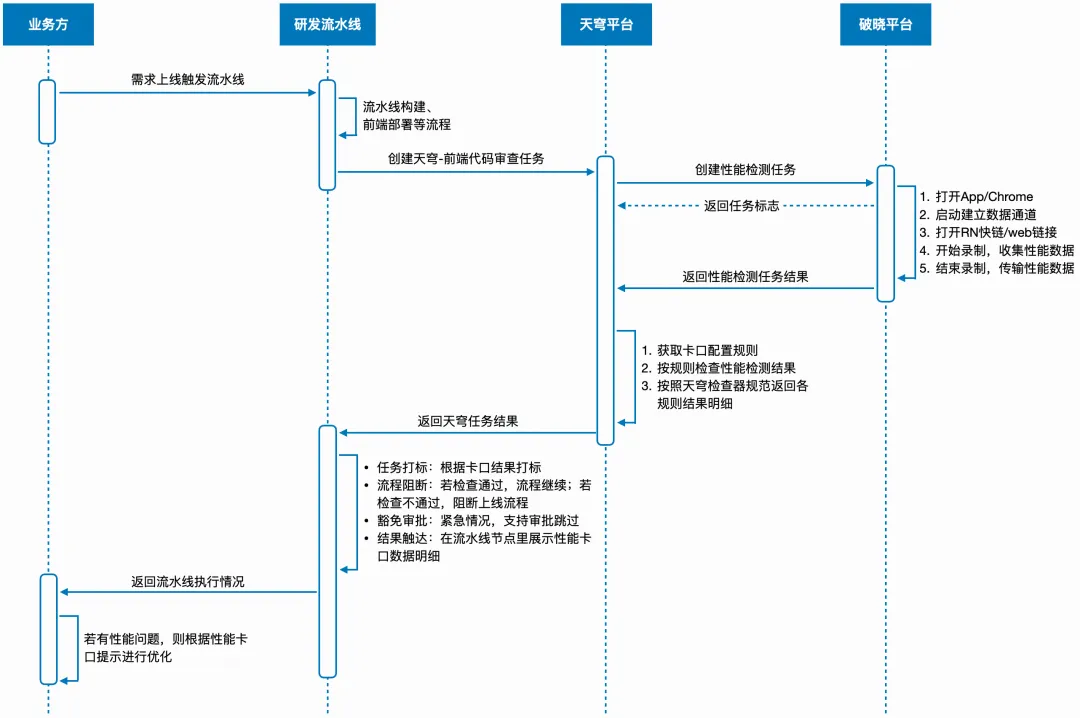 业务方
研发流水线
天穹平台
破晓平台
需求上线触发流水线
流水线构建、
前端部署等流程
创建天穹-前端代码审查任务
创建性能检测任务
返回任务标志
1. 打开App/Chrome
2. 启动建立数据通道
3. 打开RN快链/web链接
4. 开始录制，收集性能数据
5. 结束录制，传输性能数据
返回性能检测任务结果
1. 获取卡口配置规则
2. 按规则检查性能检测结果
3. 按照天穹检查器规范返回各
规则结果明细
返回天穹任务结果
• 任务打标：根据卡口结果打标
• 流程阻断：若检查通过，流程继续；若
检查不通过，阻断上线流程
• 豁免审批：紧急情况，支持审批跳过
• 结果触达：在流水线节点里展示性能卡
口数据明细
返回流水线执行情况
若有性能问题，则根据性能卡
口提示进行优化